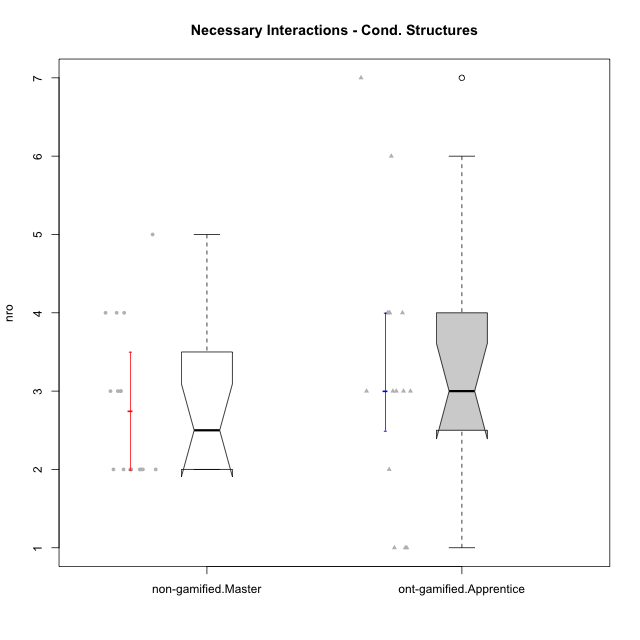 Necessary Interactions - Cond. Structures
7
6
5
4
3
2
1
nro
non-gamified.Master
ont-gamified.Apprentice